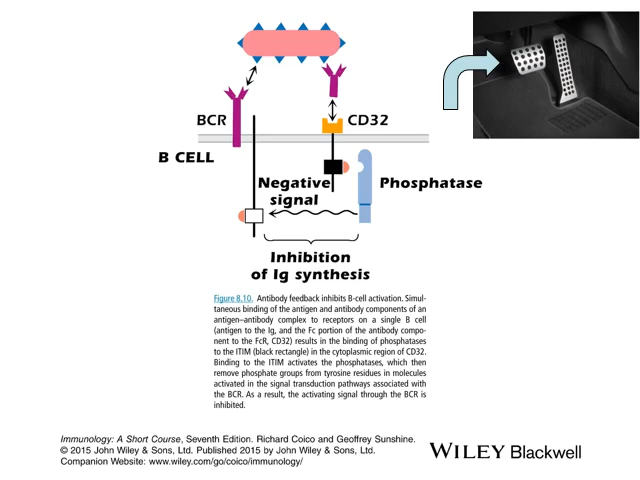 BCR
CD32
B CELL
Negative
signal
Phosphatase
Inhibition
of Ig synthesis
Figure 8.10. Antibody feedback inhibits B-cell activation. Simul-
taneous binding of the antigen and antibody components of an
antigen–antibody complex to receptors on a single B cell
(antigen to the Ig, and the Fc portion of the antibody compo-
nent to the FcR, CD32) results in the binding of phosphatases
to the ITIM (black rectangle) in the cytoplasmic region of CD32.
Binding to the ITIM activates the phosphatases, which then
remove phosphate groups from tyrosine residues in molecules
activated in the signal transduction pathways associated with
the BCR. As a result, the activating signal through the BCR is
inhibited.
Immunology: A Short Course, Seventh Edition. Richard Coico and Geoffrey Sunshine.
© 2015 John Wiley & Sons, Ltd. Published 2015 by John Wiley & Sons, Ltd.
Companion Website: www.wiley.com/go/coico/immunology/
WILEY Blackwell